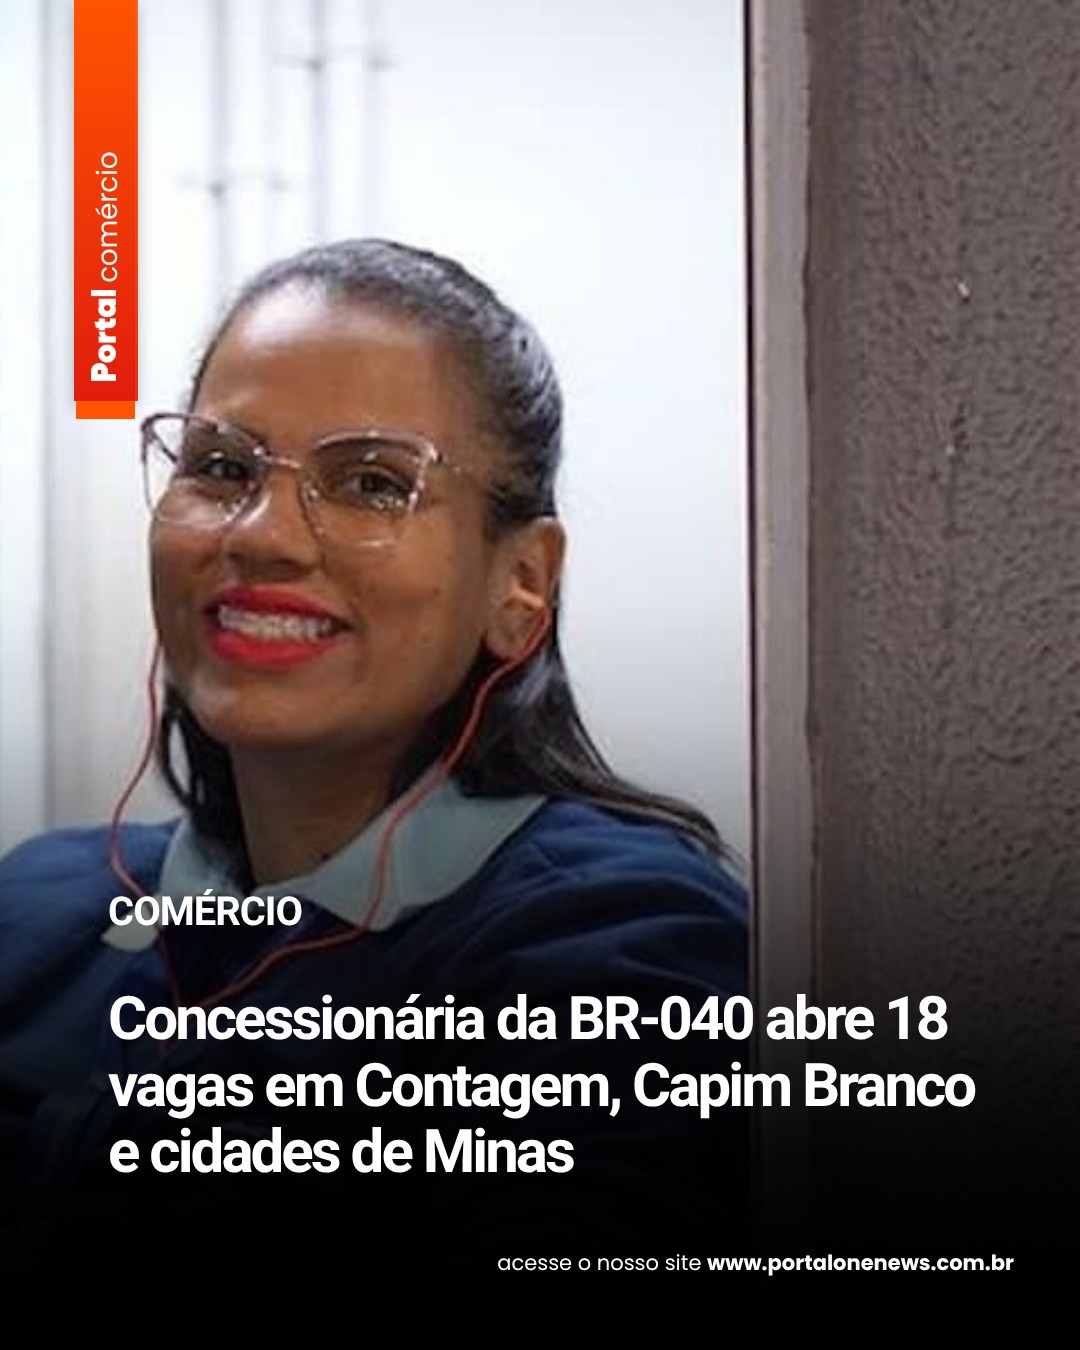 Portal comércio
COMÉRCIO
Concessionária da BR-040 abre 18
vagas em Contagem, Capim Branco
e cidades de Minas
acesse o nosso site www.portalonenews.com.br